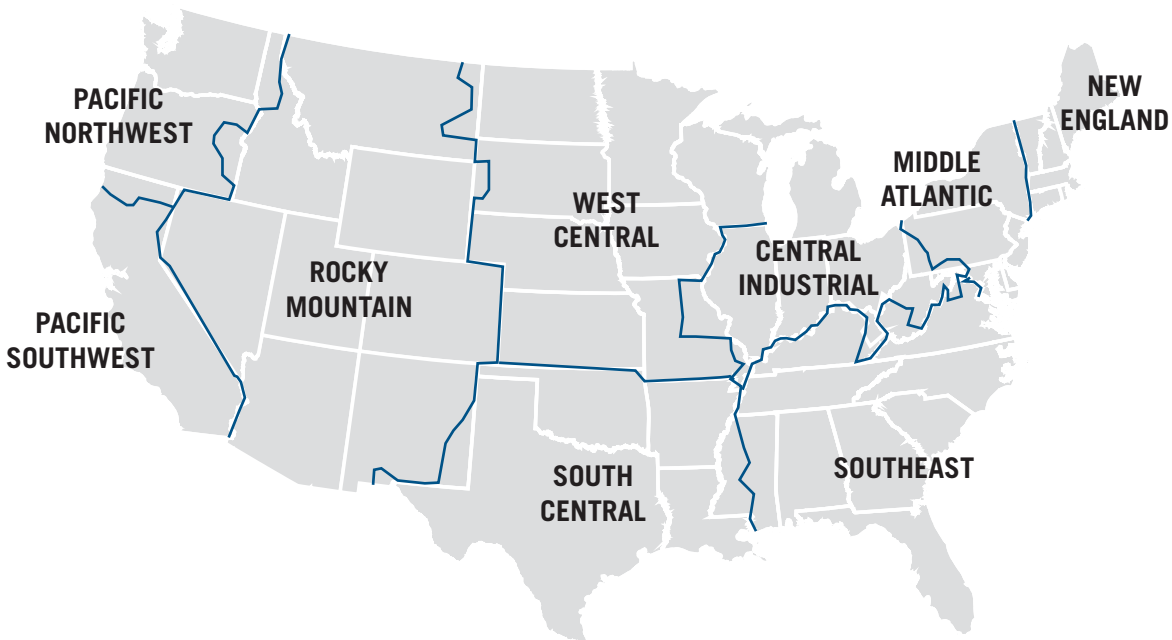 PACIFIC
NORTHWEST
NEW
ENGLAND
MIDDLE
ATLANTIC
WEST
CENTRAL
CENTRAL
INDUSTRIAL
ROCKY
MOUNTAIN
PACIFIC
SOUTHWEST
SOUTH
CENTRAL
SOUTHEAST